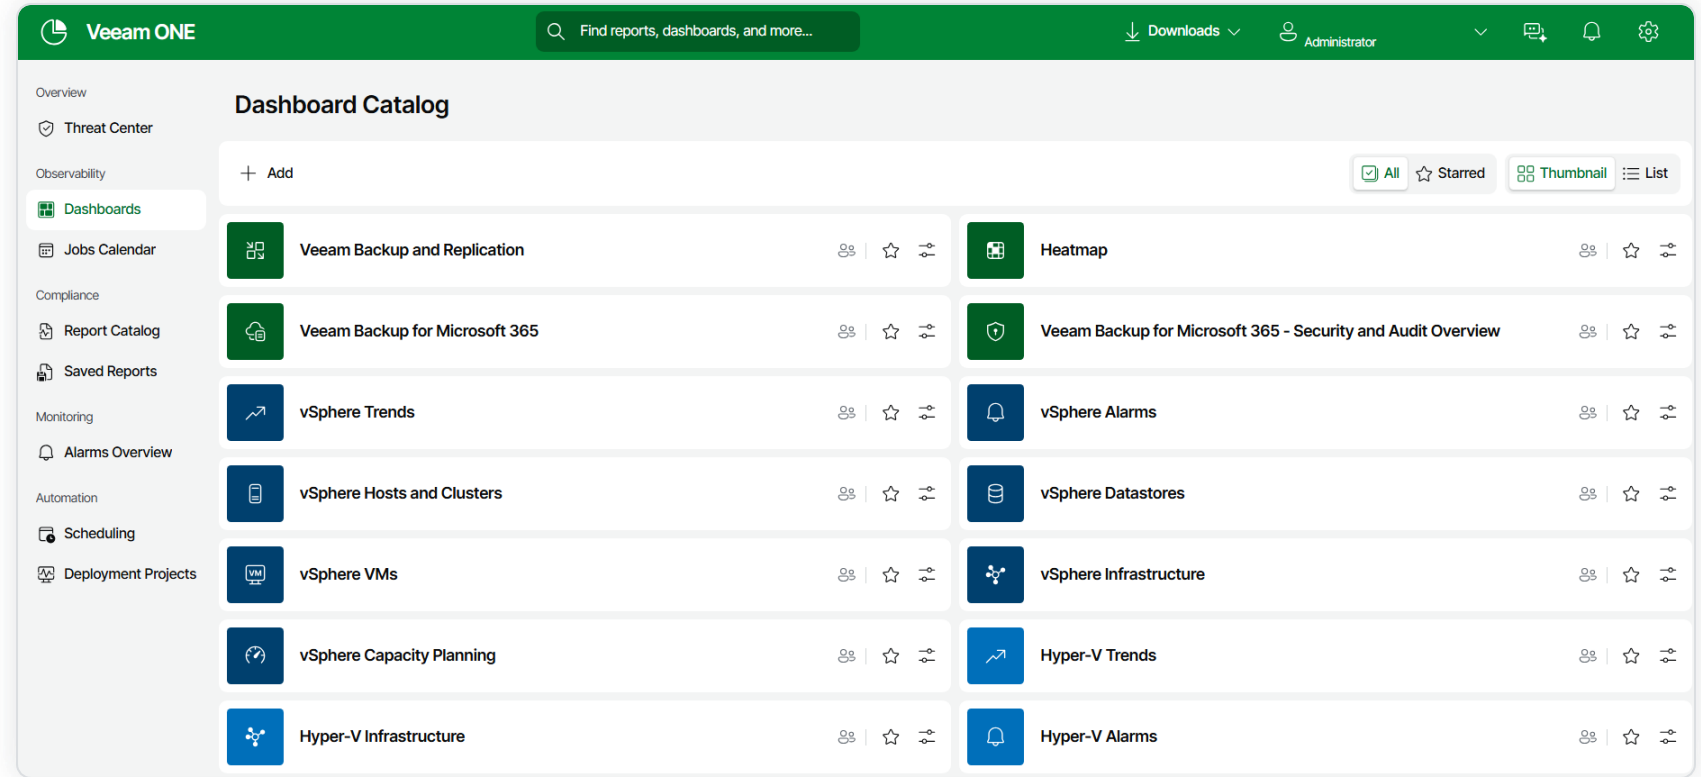 Veeam ONE
Find reports, dashboards, and more...
Downloads
Administrator
Overview
Threat Center
Observability
Dashboards
Jobs Calendar
Compliance
Report Catalog
Saved Reports
Monitoring
Alarms Overview
Automation
Scheduling
Deployment Projects
Dashboard Catalog
Add
All
Starred
Thumbnail
List
Veeam Backup and Replication
Heatmap
Veeam Backup for Microsoft 365
Veeam Backup for Microsoft 365 - Security and Audit Overview
vSphere Trends
vSphere Alarms
vSphere Hosts and Clusters
vSphere Datastores
VM
vSphere VMs
vSphere Infrastructure
vSphere Capacity Planning
Hyper-V Trends
Hyper-V Infrastructure
Hyper-V Alarms